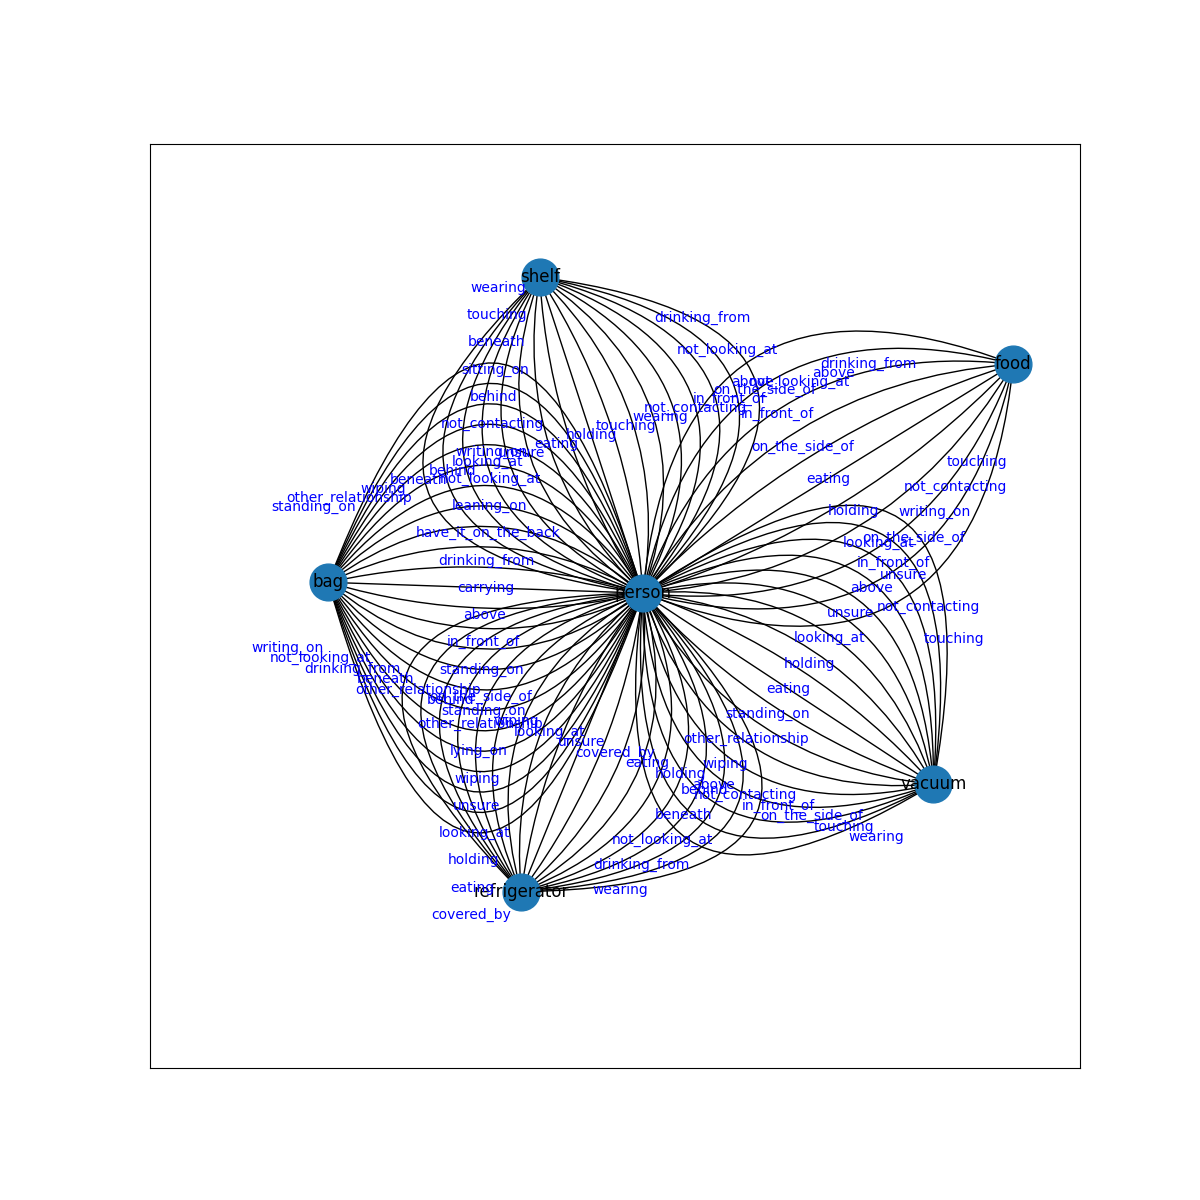 shelf
wearing
touching
drinking_from
beneath
not_looking_at
food
drinking_from
sitting_on
above
above
not_looking_at
on_the_side_of
behind
in_front_of
not_contacting
in_front_of
wearing
not_contacting
touching
holding
eating
on_the_side_of
writing_on
unsure
looking_at
touching
behind
beneath
not_looking_at
eating
wiping
not_contacting
other_relationship
standing_on
leaning_on
holding
writing_on
have_it_on_the_back
on_the_side_of
looking_at
drinking_from
in_front_of
unsure
bag
carrying
above
person
not_contacting
above
unsure
in_front_of
looking_at
touching
writing_on
not_looking_at
holding
drinking_from
standing_on
beneath
other_relationship
eating
on_the_side_of
behind
standing_on
standing_on
other_relationship
wiping
looking_at
unsure
other_relationship
lying_on
covered_by
eating
wiping
holding
wiping
above
vacuum
behind
not_contacting
unsure
in_front_of
beneath
on_the_side_of
touching
looking_at
not_looking_at
wearing
holding
drinking_from
eating
refrigerator
wearing
covered_by